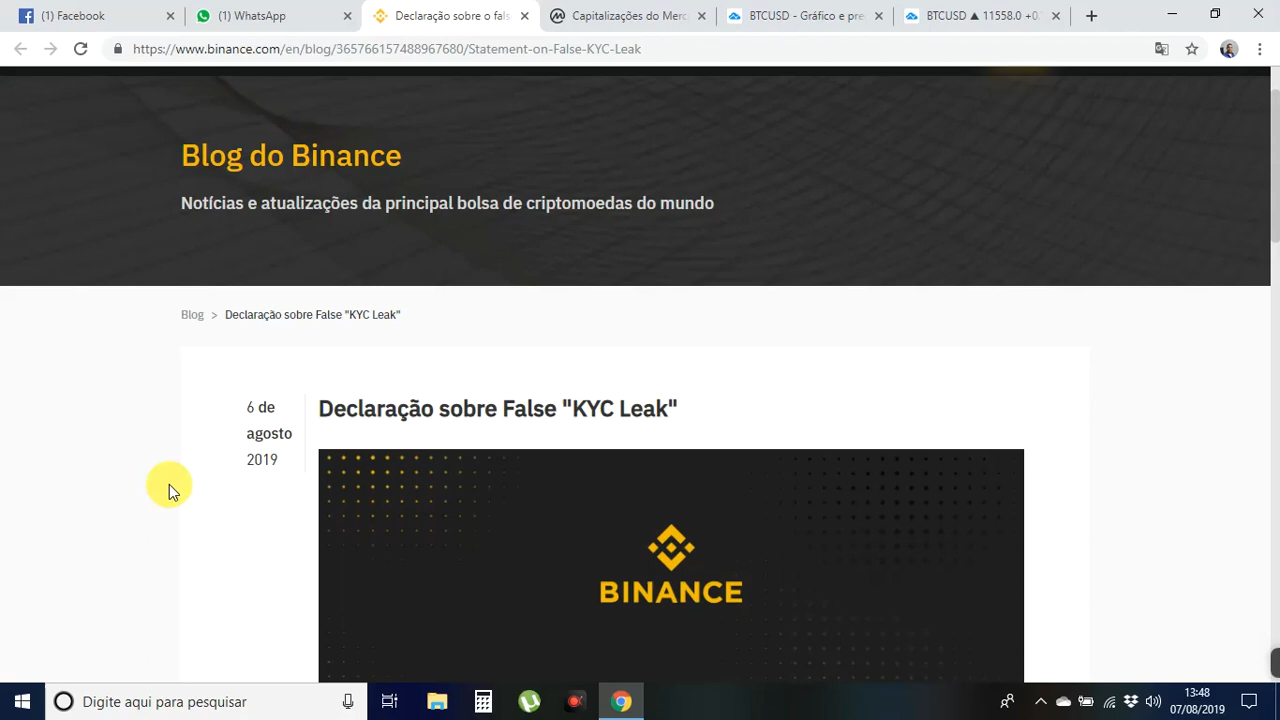 (1) Facebook
(1) WhatsApp
Declaração sobre o fals
Capitalizações do Merc
BTCUSD - Gráfico e pre
BTCUSD ▲ 11558.0 +0.
https://www.binance.com/en/blog/365766157488967680/Statement-on-False-KYC-Leak
Blog do Binance
Notícias e atualizações da principal bolsa de criptomoedas do mundo
Blog > Declaração sobre False "KYC Leak"
6 de
agosto
2019
Declaração sobre False "KYC Leak"
BINANCE
Digite aqui para pesquisar
13:48
07/08/2019